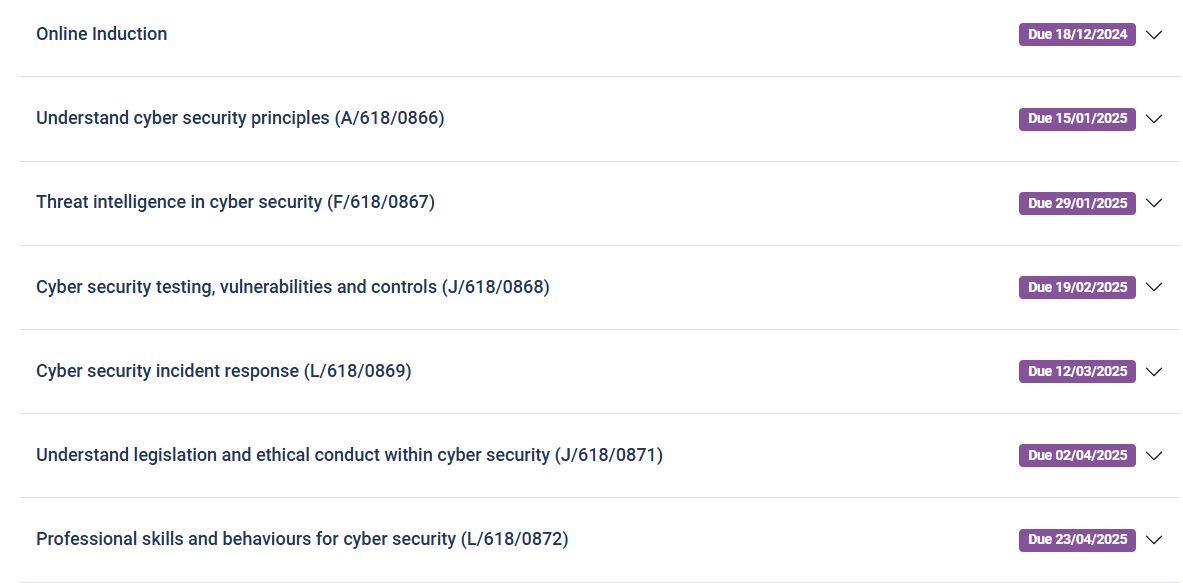 Online Induction Due 18/12/2024
Understand cyber security principles (A/618/0866) Due 15/01/2025
Threat intelligence in cyber security (F/618/0867) Due 29/01/2025
Cyber security testing, vulnerabilities and controls (J/618/0868) Due 19/02/2025
Cyber security incident response (L/618/0869) Due 12/03/2025
Understand legislation and ethical conduct within cyber security (J/618/0871) Due 02/04/2025
Professional skills and behaviours for cyber security (L/618/0872) Due 23/04/2025